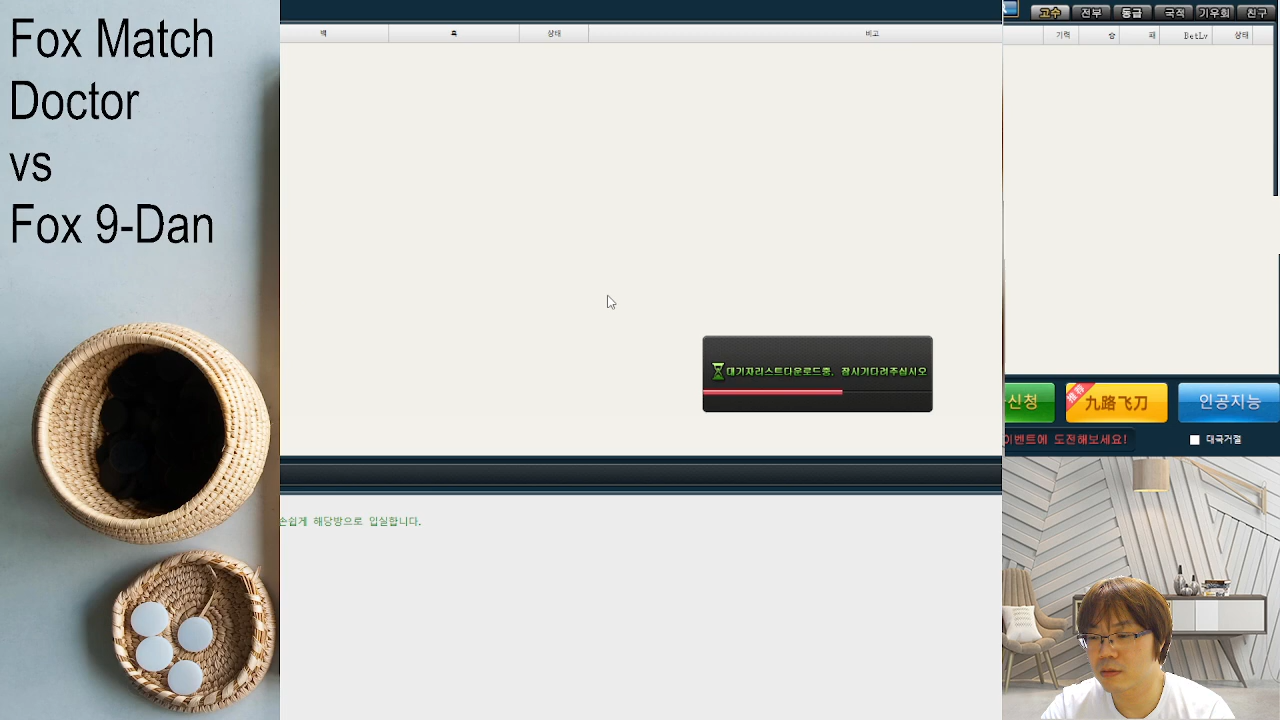 Fox Match
Doctor
vs
Fox 9-Dan
백 흑 상태 비고
고수 전부 동급 국적 기우회 친구
기력 승 패 BetLv 상태
대기자리스트다운로드중, 잠시기다려주십시오
신청 推荐 九路飞刀 인공지능
이벤트에 도전해보세요!
대국거절
손쉽게 해당방으로 입실합니다.